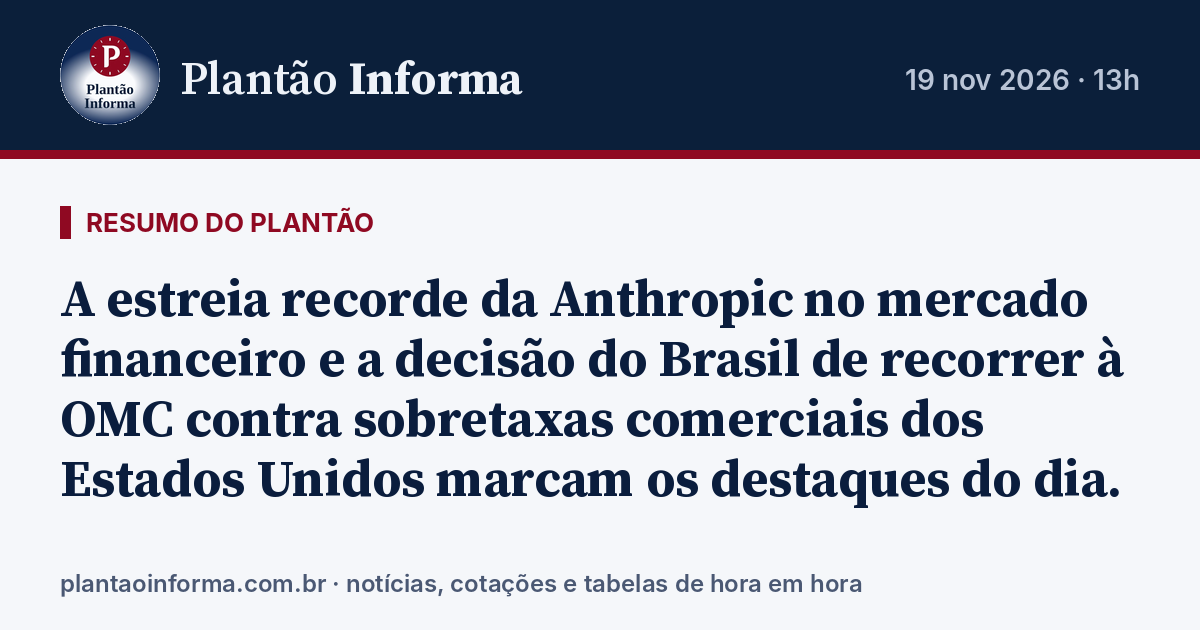 P
Plantão
Informa
Plantão Informa
19 nov 2026 · 13h
RESUMO DO PLANTÃO
A estreia recorde da Anthropic no mercado
financeiro e a decisão do Brasil de recorrer à
OMC contra sobretaxas comerciais dos
Estados Unidos marcam os destaques do dia.
plantaoinforma.com.br · notícias, cotações e tabelas de hora em hora